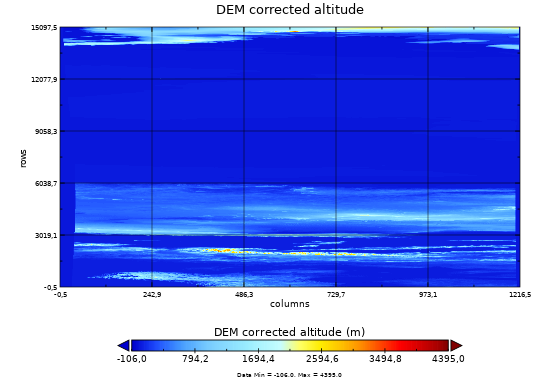 DEM corrected altitude
15097,5
12077,9
9058,3
6038,7
3019,1
-0,5
rows
-0,5 242,9 486,3 729,7 973,1 1216,5
columns
DEM corrected altitude (m)
-106,0 794,2 1694,4 2594,6 3494,8 4395,0
Data Min = -106.0, Max = 4395.0